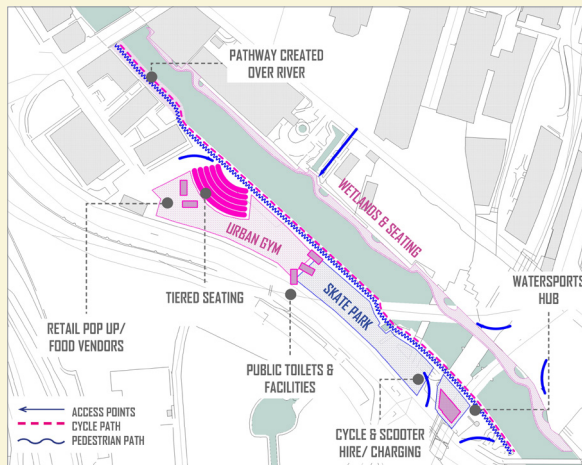 PATHWAY CREATED
OVER RIVER
WETLANDS & SEATING
URBAN GYM
TIERED SEATING
SKATE PARK
WATERSPORTS
HUB
RETAIL POP UP/
FOOD VENDORS
PUBLIC TOILETS &
FACILITIES
CYCLE & SCOOTER
HIRE/ CHARGING
ACCESS POINTS
CYCLE PATH
PEDESTRIAN PATH